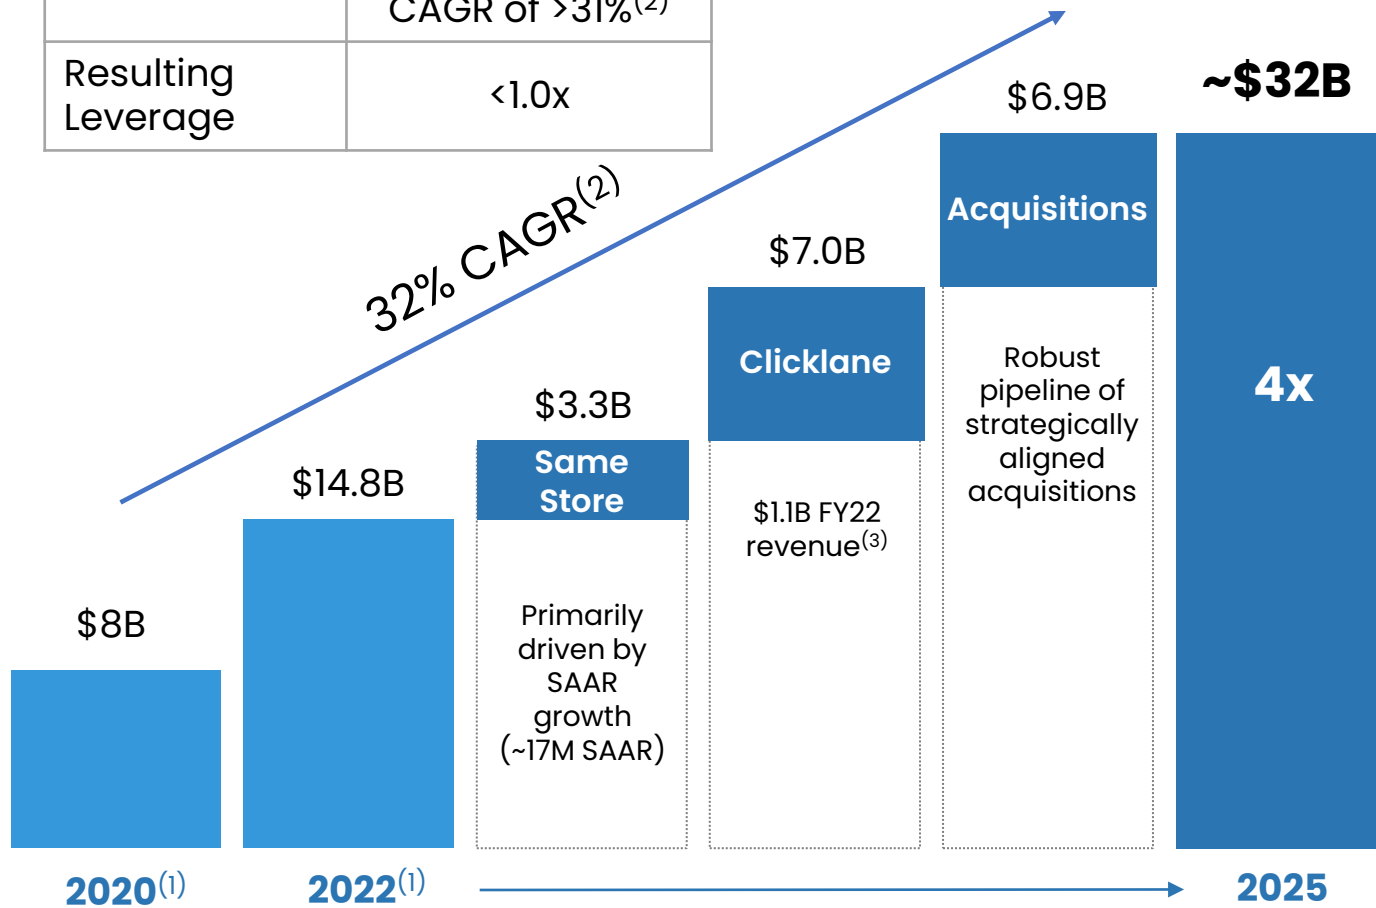 CAGR of >31%(2)
Resulting
Leverage
<1.0x
32% CAGR(2)
$8B
$14.8B
$3.3B
Same
Store
Primarily
driven by
SAAR
growth
(~17M SAAR)
$7.0B
Clicklane
$1.1B FY22
revenue(3)
$6.9B
Acquisitions
Robust
pipeline of
strategically
aligned
acquisitions
~$32B
4x
2020(1)
2022(1)
2025